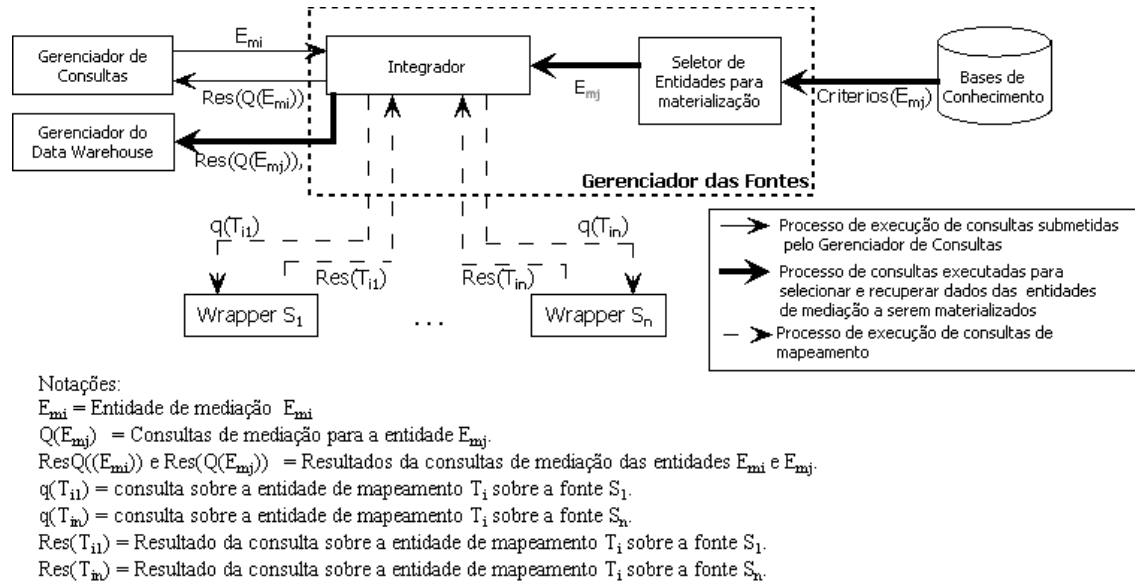 Gerenciador de
Consultas
E_mi
Res(Q(E_mi))
Gerenciador do
Data Warehouse
Res(Q(E_mj)),
Integrador
E_mj
Seletor de
Entidades para
materialização
Criterios(E_mj)
Bases de
Conhecimento
Gerenciador das Fontes
q(T_i1)
Res(T_i1)
Res(T_in)
q(T_in)
Wrapper S_1
...
Wrapper S_n
Processo de execução de consultas submetidas
pelo Gerenciador de Consultas
Processo de consultas executadas para
selecionar e recuperar dados das entidades
de mediação a serem materializados
Processo de execução de consultas de
mapeamento
Notações:
E_mi = Entidade de mediação E_mi
Q(E_mj) = Consultas de mediação para a entidade E_mj.
ResQ((E_mi)) e Res(Q(E_mj)) = Resultados da consultas de mediação das entidades E_mi e E_mj.
q(T_i1) = consulta sobre a entidade de mapeamento T_i sobre a fonte S_1.
q(T_in) = consulta sobre a entidade de mapeamento T_i sobre a fonte S_n.
Res(T_i1) = Resultado da consulta sobre a entidade de mapeamento T_i sobre a fonte S_1.
Res(T_in) = Resultado da consulta sobre a entidade de mapeamento T_i sobre a fonte S_n.